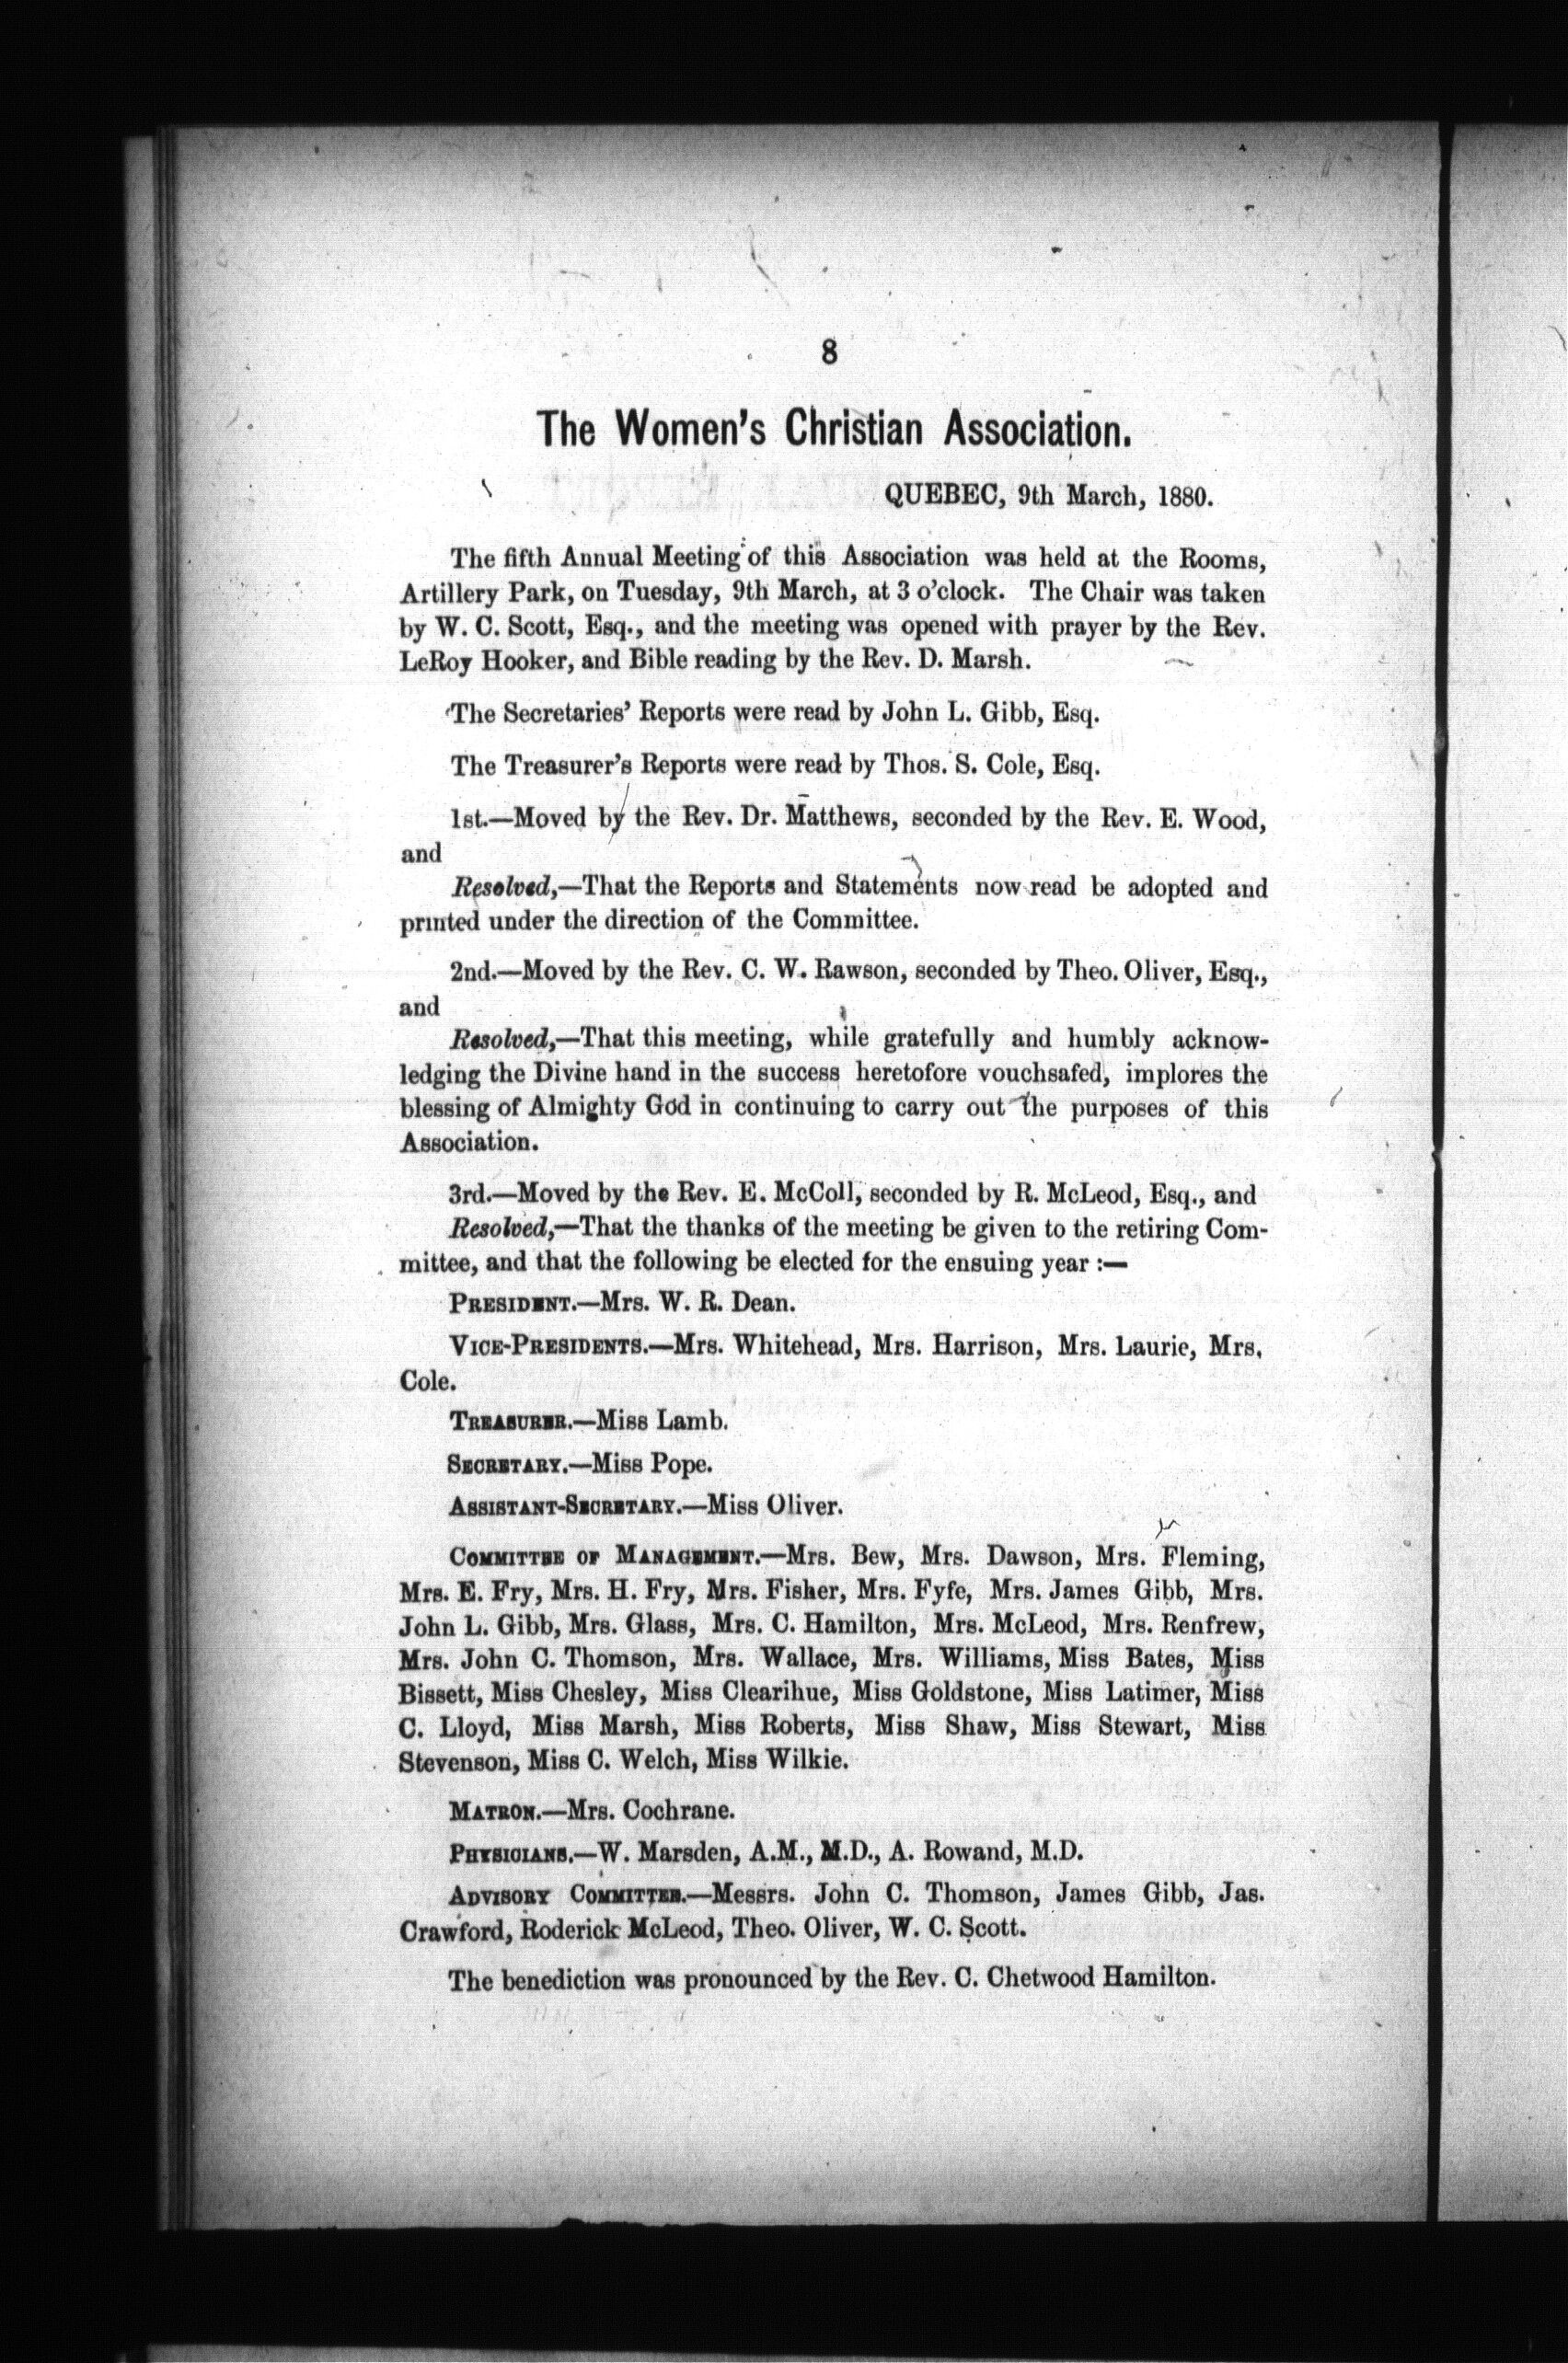 8
The Women's Christian Association.
QUEBEC, 9th March, 1880.
The fifth Annual Meeting of this Association was held at the Rooms,
Artillery Park, on Tuesday, 9th March, at 3 o'clock. The Chair was taken
by W. C. Scott, Esq., and the meeting was opened with prayer by the Rev.
LeRoy Hooker, and Bible reading by the Rev. D. Marsh.
The Secretaries' Reports were read by John L. Gibb, Esq.
The Treasurer's Reports were read by Thos. S. Cole, Esq.
1st.—Moved by the Rev. Dr. Matthews, seconded by the Rev. E. Wood,
and
Resolved,—That the Reports and Statements now read be adopted and
printed under the direction of the Committee.
2nd.—Moved by the Rev. C. W. Rawson, seconded by Theo. Oliver, Esq.,
and
Resolved,—That this meeting, while gratefully and humbly acknow-
ledging the Divine hand in the success heretofore vouchsafed, implores the
blessing of Almighty God in continuing to carry out the purposes of this
Association.
3rd.—Moved by the Rev. E. McColl, seconded by R. McLeod, Esq., and
Resolved,—That the thanks of the meeting be given to the retiring Com-
mittee, and that the following be elected for the ensuing year :—
PRESIDENT.—Mrs. W. R. Dean.
VICE-PRESIDENTS.—Mrs. Whitehead, Mrs. Harrison, Mrs. Laurie, Mrs.
Cole.
TREASURER.—Miss Lamb.
SECRETARY.—Miss Pope.
ASSISTANT-SECRETARY.—Miss Oliver.
COMMITTEE OF MANAGEMENT.—Mrs. Bew, Mrs. Dawson, Mrs. Fleming,
Mrs. E. Fry, Mrs. H. Fry, Mrs. Fisher, Mrs. Fyfe, Mrs. James Gibb, Mrs.
John L. Gibb, Mrs. Glass, Mrs. C. Hamilton, Mrs. McLeod, Mrs. Renfrew,
Mrs. John C. Thomson, Mrs. Wallace, Mrs. Williams, Miss Bates, Miss
Bissett, Miss Chesley, Miss Clearihue, Miss Goldstone, Miss Latimer, Miss
C. Lloyd, Miss Marsh, Miss Roberts, Miss Shaw, Miss Stewart, Miss
Stevenson, Miss C. Welch, Miss Wilkie.
MATRON.—Mrs. Cochrane.
PHYSICIANS.—W. Marsden, A.M., M.D., A. Rowand, M.D.
ADVISORY COMMITTEE.—Messrs. John C. Thomson, James Gibb, Jas.
Crawford, Roderick McLeod, Theo. Oliver, W. C. Scott.
The benediction was pronounced by the Rev. C. Chetwood Hamilton.